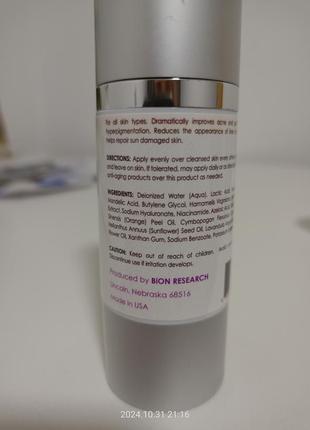 For all skin types. Dramatically improves acne and
hyperpigmentation. Reduces the appearance of
helps repair sun damaged skin.
DIRECTIONS: Apply evenly over cleansed skin every
and leave on skin. If tolerated, may apply daily as
anti-aging products over this product as needed.
INGREDIENTS: Deionized Water (Aqua), Lactic Acid,
Mandelic Acid, Butylene Glycol, Hamamelis
Extract, Sodium Hyaluronate, Niacinamide, Azelaic
Sinensis (Orange) Peel Oil, Cymbopogon
Helianthus Annuus (Sunflower) Seed Oil,
Flower Oil, Xanthan Gum, Sodium Benzoate,
CAUTION: Keep out of reach of children. Avoid
Discontinue use if irritation develops.
Produced by BiON RESEARCH
Lincoln, Nebraska 68516
Made in USA
2024.10.31 21:16